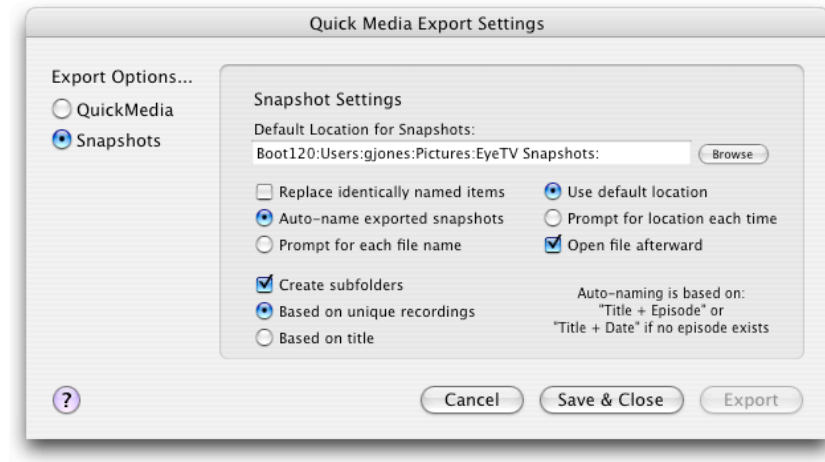 Quick Media Export Settings
Export Options...
QuickMedia
Snapshots
Snapshot Settings
Default Location for Snapshots:
Boot120:Users:gjones:Pictures:EyeTV Snapshots:
Browse
Replace identically named items
Auto-name exported snapshots
Prompt for each file name
Use default location
Prompt for location each time
Open file afterward
Create subfolders
Based on unique recordings
Based on title
Auto-naming is based on:
"Title + Episode" or
"Title + Date" if no episode exists
?
Cancel
Save & Close
Export